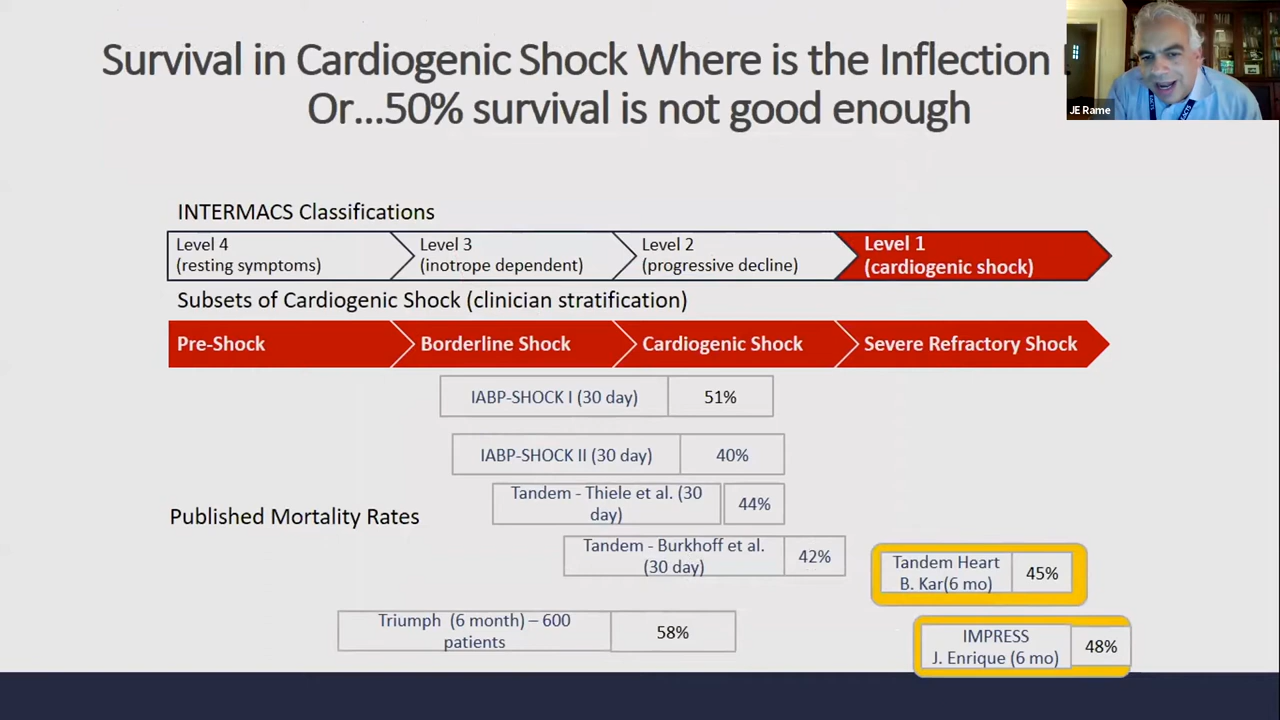 Survival in Cardiogenic Shock Where is the Inflection
Or...50% survival is not good enough
JE Rame
INTERMACS Classifications
Level 4
(resting symptoms)
Level 3
(inotrope dependent)
Level 2
(progressive decline)
Level 1
(cardiogenic shock)
Subsets of Cardiogenic Shock (clinician stratification)
Pre-Shock
Borderline Shock
Cardiogenic Shock
Severe Refractory Shock
IABP-SHOCK I (30 day)
51%
IABP-SHOCK II (30 day)
40%
Tandem - Thiele et al. (30
day)
44%
Published Mortality Rates
Tandem - Burkhoff et al.
(30 day)
42%
Tandem Heart
B. Kar(6 mo)
45%
Triumph (6 month) – 600
patients
58%
IMPRESS
J. Enrique (6 mo)
48%